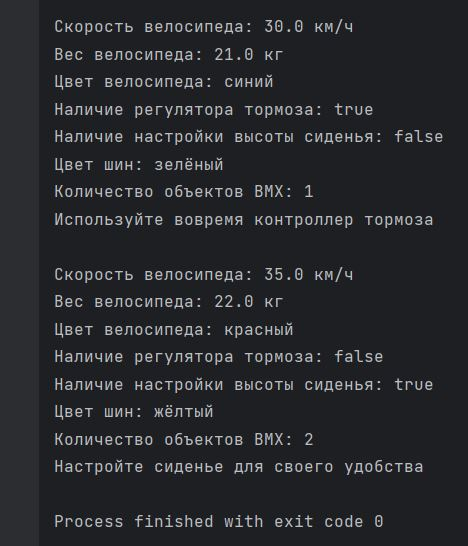 Скорость велосипеда: 30.0 км/ч
Вес велосипеда: 21.0 кг
Цвет велосипеда: синий
Наличие регулятора тормоза: true
Наличие настройки высоты сиденья: false
Цвет шин: зелёный
Количество объектов BMX: 1
Используйте вовремя контроллер тормоза
Скорость велосипеда: 35.0 км/ч
Вес велосипеда: 22.0 кг
Цвет велосипеда: красный
Наличие регулятора тормоза: false
Наличие настройки высоты сиденья: true
Цвет шин: жёлтый
Количество объектов BMX: 2
Настройте сиденье для своего удобства
Process finished with exit code 0